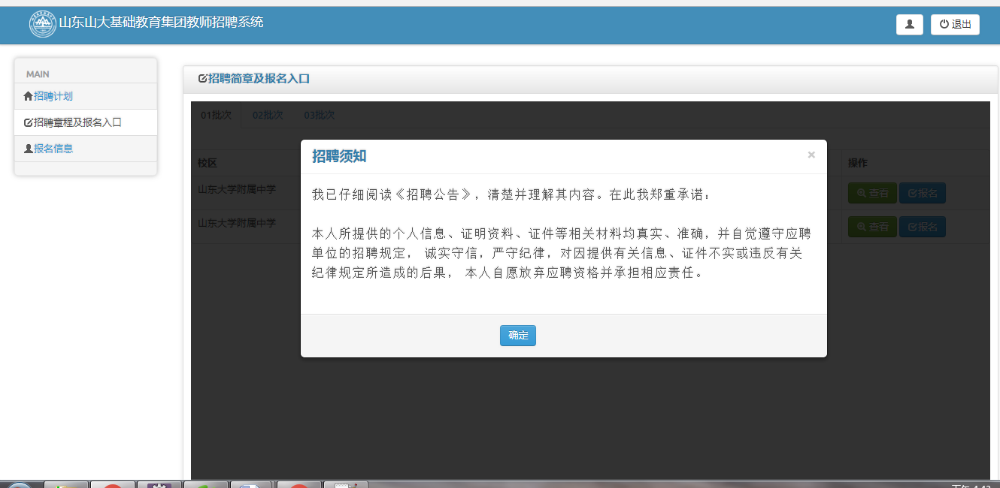 山东山大基础教育集团教师招聘系统
退出
MAIN
招聘计划
招聘章程及报名入口
报名信息
招聘简章及报名入口
01批次 02批次 03批次
校区
操作
山东大学附属中学
查看 报名
山东大学附属中学
查看 报名
招聘须知
×
我已仔细阅读《招聘公告》，清楚并理解其内容。在此我郑重承诺：
本人所提供的个人信息、证明资料、证件等相关材料均真实、准确，并自觉遵守应聘
单位的招聘规定， 诚实守信，严守纪律，对因提供有关信息、证件不实或违反有关
纪律规定所造成的后果， 本人自愿放弃应聘资格并承担相应责任。
确定